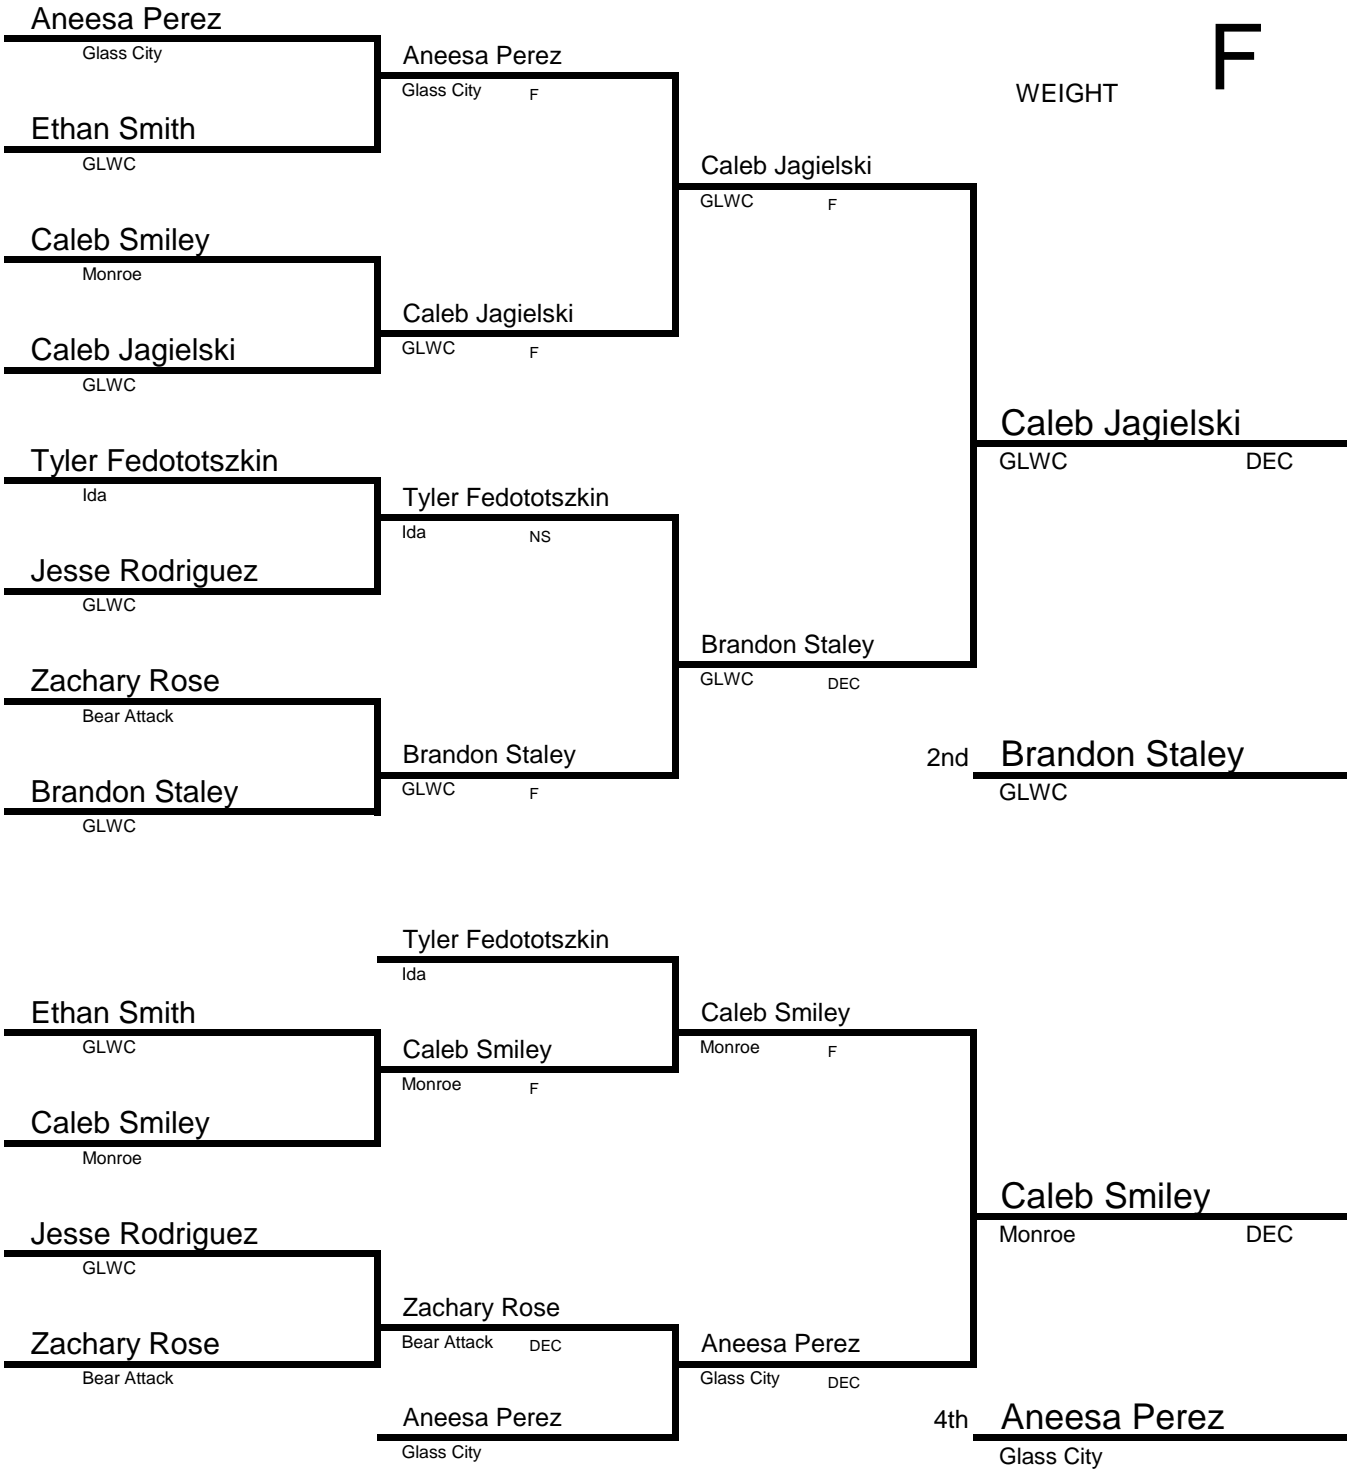 Aneesa Perez
Glass City
Aneesa Perez
Glass City F
F
WEIGHT
Ethan Smith
GLWC
Caleb Jagielski
GLWC F
Caleb Smiley
Monroe
Caleb Jagielski
GLWC F
Caleb Jagielski
GLWC
Caleb Jagielski
GLWC DEC
Tyler Fedototszkin
Ida
Tyler Fedototszkin
Ida NS
Jesse Rodriguez
GLWC
Brandon Staley
GLWC DEC
Zachary Rose
Bear Attack
Brandon Staley
GLWC F
2nd Brandon Staley
GLWC
Brandon Staley
GLWC
Tyler Fedototszkin
Ida
Ethan Smith
GLWC
Caleb Smiley
Monroe F
Caleb Smiley
Monroe F
Caleb Smiley
Monroe
Caleb Smiley
Monroe DEC
Jesse Rodriguez
GLWC
Zachary Rose
Bear Attack DEC
Zachary Rose
Bear Attack
Aneesa Perez
Glass City DEC
Aneesa Perez
Glass City
4th Aneesa Perez
Glass City